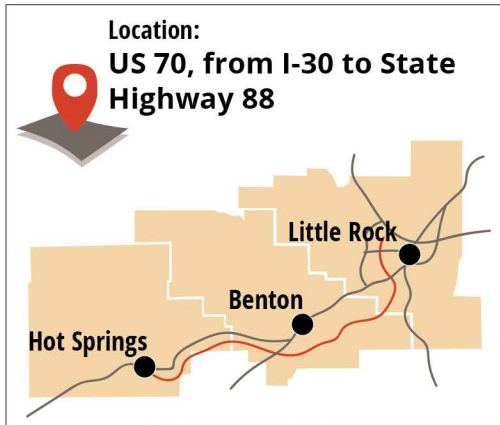 Location:
US 70, from I-30 to State
Highway 88
Little Rock
Benton
Hot Springs